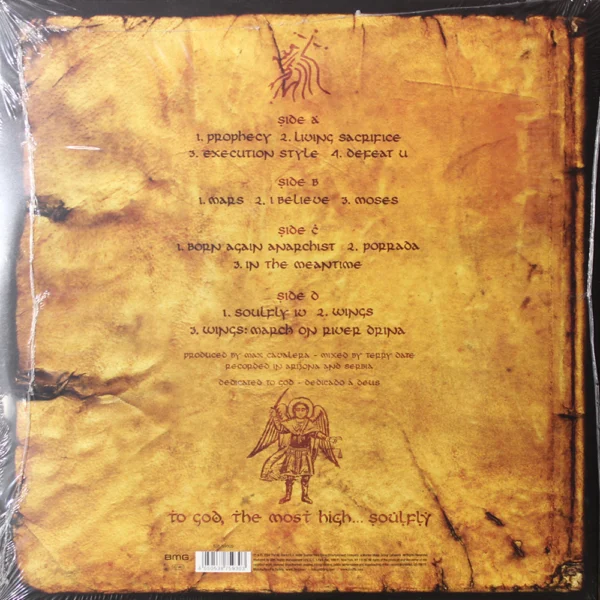 SIDE A
1. PROPHECY 2. LIVING SACRIFICE
3. EXECUTION STYLE 4. DEFEAT U
SIDE B
1. MARS 2. I BELIEVE 3. MOSES
SIDE C
1. BORN AGAIN ANARCHIST 2. PORRADA
3. IN THE MEANTIME
SIDE D
1. SOULFLY IV 2. WINGS
3. WINGS: MARCH ON RIVER DRINA
PRODUCED BY MAX CAVALERA - MIXED BY TERRY DATE
RECORDED IN ARIZONA AND SERBIA
DEDICATED TO GOD - DEDICADO Á DEUS
TO GOD, THE MOST HIGH... SOULFLY
BMG